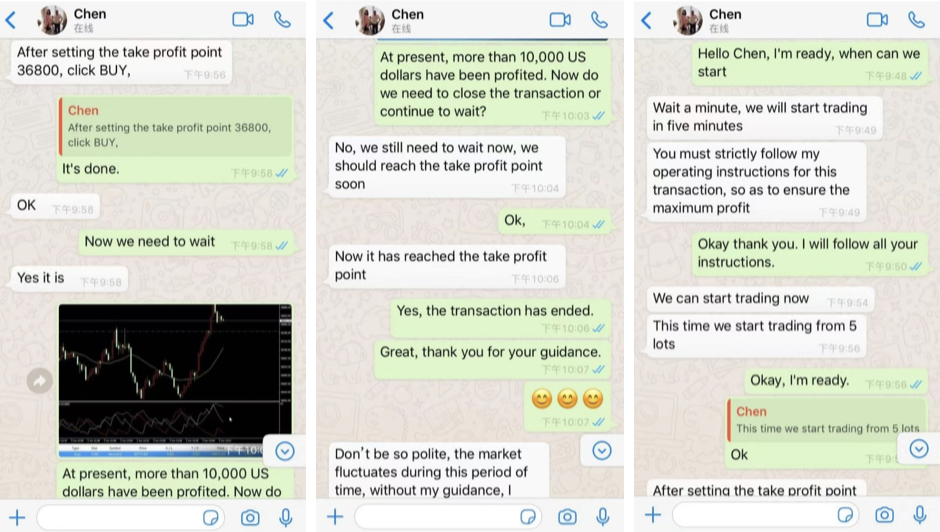 Chen
在线
After setting the take profit point
36800, click BUY,
下午9:56
Chen
After setting the take profit point 36800,
click BUY,
It's done.
下午9:58
OK
下午9:58
Now we need to wait
下午9:58
Yes it is
下午9:58
At present, more than 10,000 US
dollars have been profited. Now do
Chen
在线
At present, more than 10,000 US
dollars have been profited. Now do
we need to close the transaction or
continue to wait?
下午10:03
No, we still need to wait now, we
should reach the take profit point
soon
下午10:04
Ok,
下午10:04
Now it has reached the take profit
point
下午10:06
Yes, the transaction has ended.
下午10:06
Great, thank you for your guidance.
下午10:07
下午10:07
Don't be so polite, the market
fluctuates during this period of
time, without my guidance, I
Chen
在线
Hello Chen, I'm ready, when can we
start
下午9:48
Wait a minute, we will start trading
in five minutes
下午9:49
You must strictly follow my
operating instructions for this
transaction, so as to ensure the
maximum profit
下午9:49
Okay thank you. I will follow all your
instructions.
下午9:50
We can start trading now
下午9:54
This time we start trading from 5
lots
下午9:56
Okay, I'm ready.
下午9:56
Chen
This time we start trading from 5 lots
Ok
After setting the take profit point